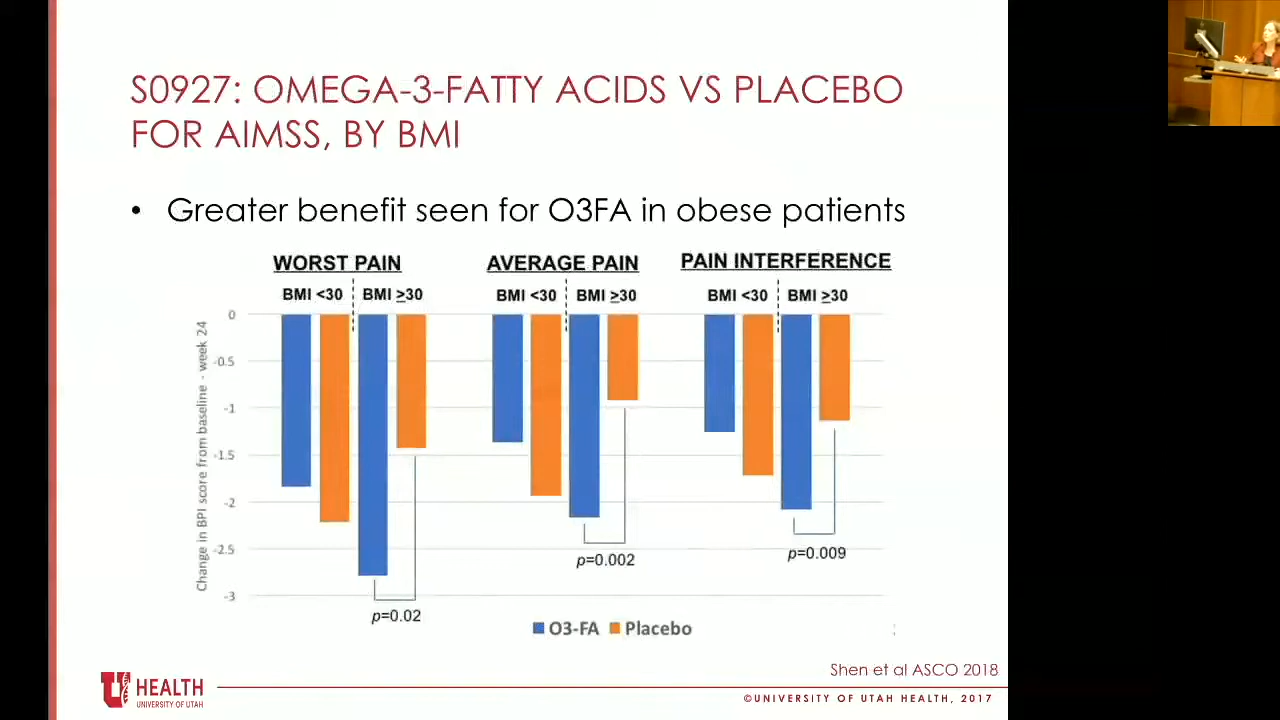 S0927: OMEGA-3-FATTY ACIDS VS PLACEBO
FOR AIMSS, BY BMI
• Greater benefit seen for O3FA in obese patients
WORST PAIN AVERAGE PAIN PAIN INTERFERENCE
BMI <30 BMI ≥30 BMI <30 BMI ≥30 BMI <30 BMI ≥30
Change in BPI score from baseline - week 24
0
-0.5
-1
-1.5
-2
-2.5
-3
p=0.02
p=0.002
p=0.009
O3-FA Placebo
Shen et al ASCO 2018
U HEALTH
UNIVERSITY OF UTAH
©UNIVERSITY OF UTAH HEALTH, 2017